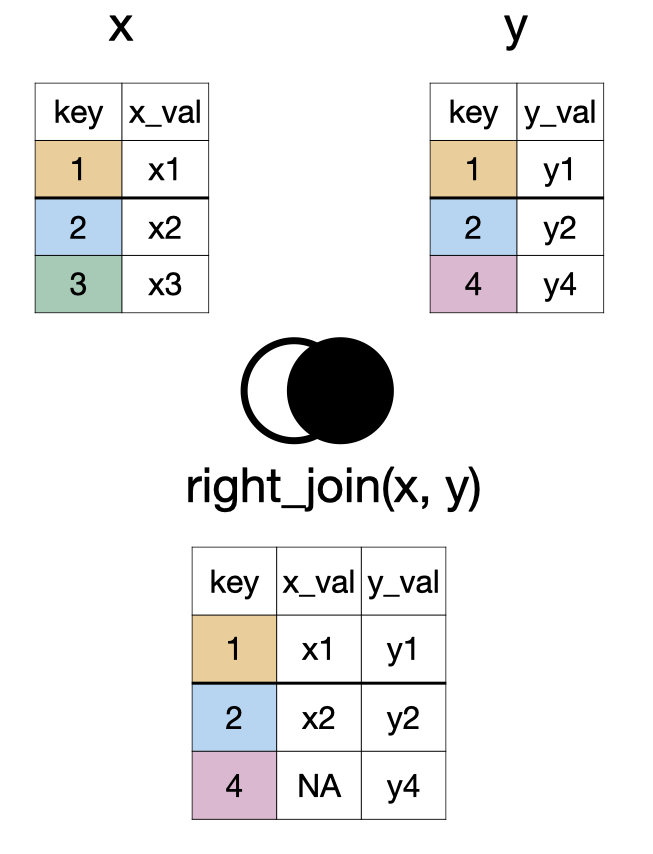 x y
key x_val key y_val
1 x1 1 y1
2 x2 2 y2
3 x3 4 y4
right_join(x, y)
key x_val y_val
1 x1 y1
2 x2 y2
4 NA y4